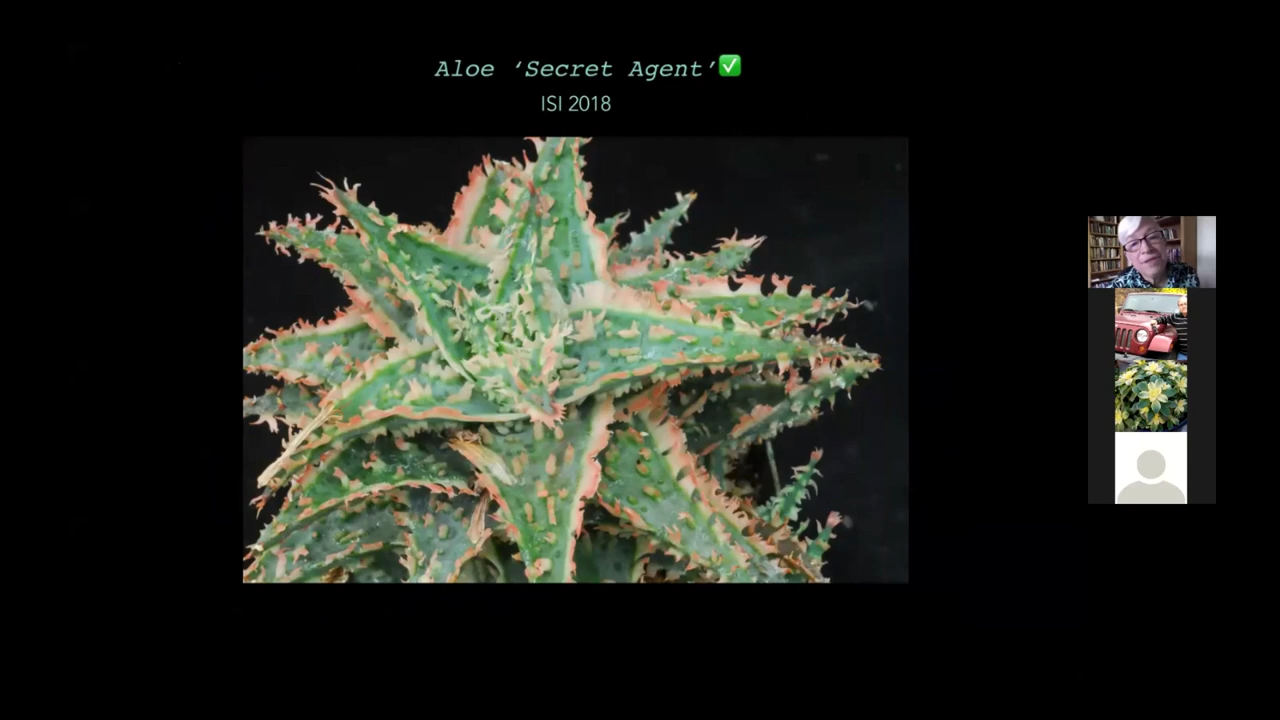 Aloe ‘Secret Agent’✅
ISI 2018